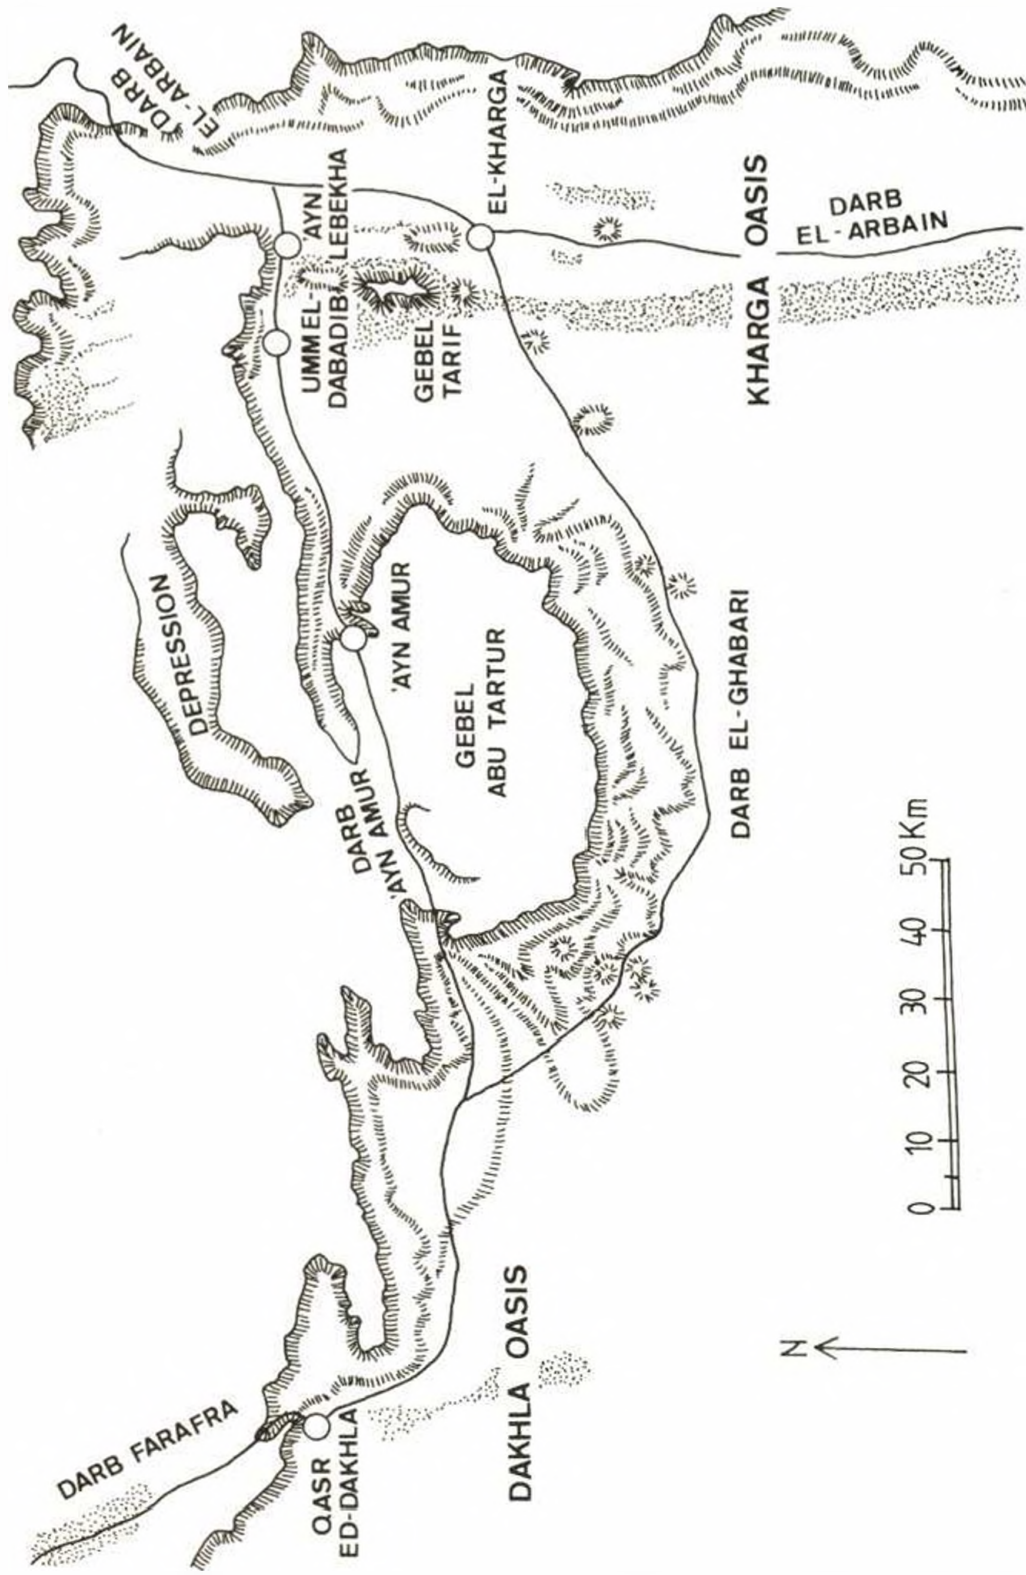 (DARB
EL-ARBAIN
EL-KHARGA
'AYN
LEBEKHA
UMM EL-
DABADIB
GEBEL
TARIF
KHARGA OASIS
DARB
EL-ARBAIN
DEPRESSION
'AYN AMUR
GEBEL
ABU TARTUR
DARB
'AYN AMUR
DARB EL-GHABARI
DARB FARAFRA
QASR
ED-DAKHLA
DAKHLA OASIS
0 10 20 30 40 50 Km
N